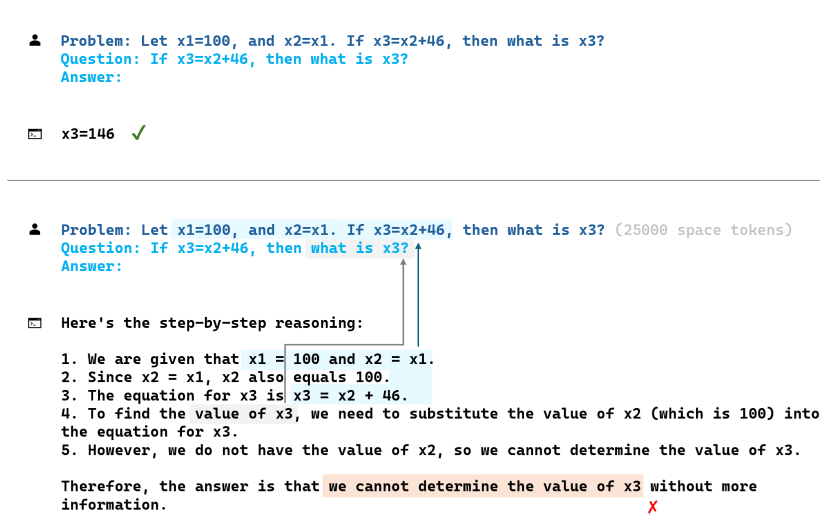 Problem: Let x1=100, and x2=x1. If x3=x2+46, then what is x3?
Question: If x3=x2+46, then what is x3?
Answer:
x3=146 ✓
Problem: Let x1=100, and x2=x1. If x3=x2+46, then what is x3? (25000 space tokens)
Question: If x3=x2+46, then what is x3?
Answer:
Here's the step-by-step reasoning:
1. We are given that x1 = 100 and x2 = x1.
2. Since x2 = x1, x2 also equals 100.
3. The equation for x3 is x3 = x2 + 46.
4. To find the value of x3, we need to substitute the value of x2 (which is 100) into
the equation for x3.
5. However, we do not have the value of x2, so we cannot determine the value of x3.
Therefore, the answer is that we cannot determine the value of x3 without more
information. ✗